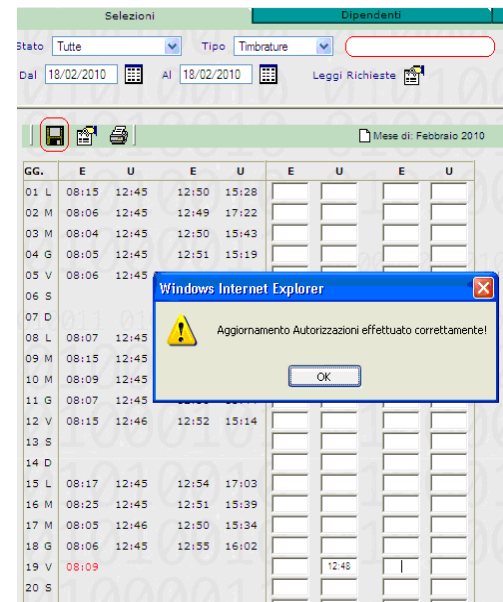 Selezioni Dipendenti
Stato Tutte Tipo Timbrature
Dal 18/02/2010 Al 18/02/2010 Leggi Richieste
Mese di: Febbraio 2010
GG. E U E U E U E U
01 L 08:15 12:45 12:50 15:28
02 M 08:06 12:45 12:49 17:22
03 M 08:04 12:45 12:50 15:43
04 G 08:05 12:45 12:51 15:19
05 V 08:06 12:45
Windows Internet Explorer
06 S
07 D
Aggiornamento Autorizzazioni effettuato correttamente!
08 L 08:07 12:45
09 M 08:15 12:45
OK
10 M 08:09 12:45
11 G 08:07 12:45
12 V 08:15 12:46 12:52 15:14
13 S
14 D
15 L 08:17 12:45 12:54 17:03
16 M 08:25 12:45 12:51 15:39
17 M 08:05 12:46 12:50 15:34
18 G 08:06 12:45 12:55 16:02
19 V 08:09 12:48
20 S